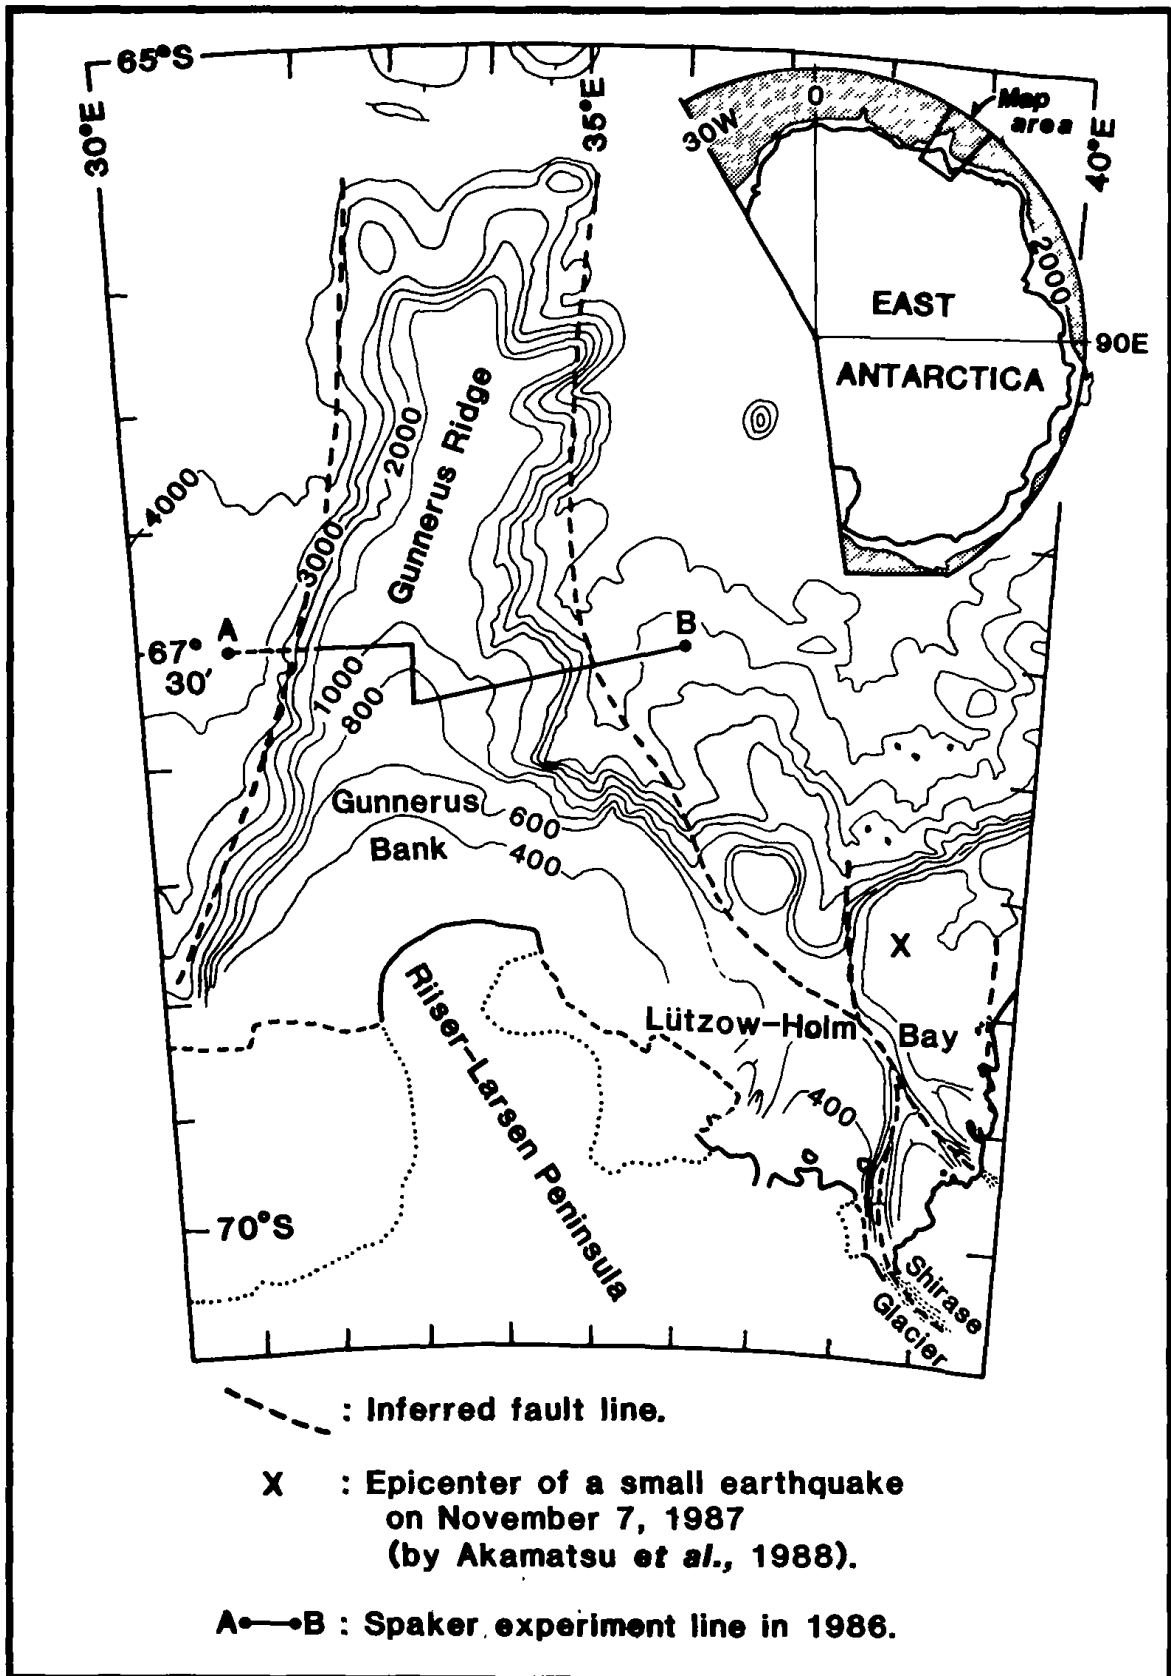 65°S
30°E
35°E
40°E
Map
area
30W
0
2000
90E
EAST
ANTARCTICA
4000
3000
2000
Gunnerus Ridge
A
B
67°
30'
1000
800
Gunnerus
Bank
600
400
X
Riiser-Larsen Peninsula
Lützow-Holm Bay
400
70°S
Shirase
Glacier
: Inferred fault line.
X : Epicenter of a small earthquake
on November 7, 1987
(by Akamatsu et al., 1988).
A—B : Spaker experiment line in 1986.